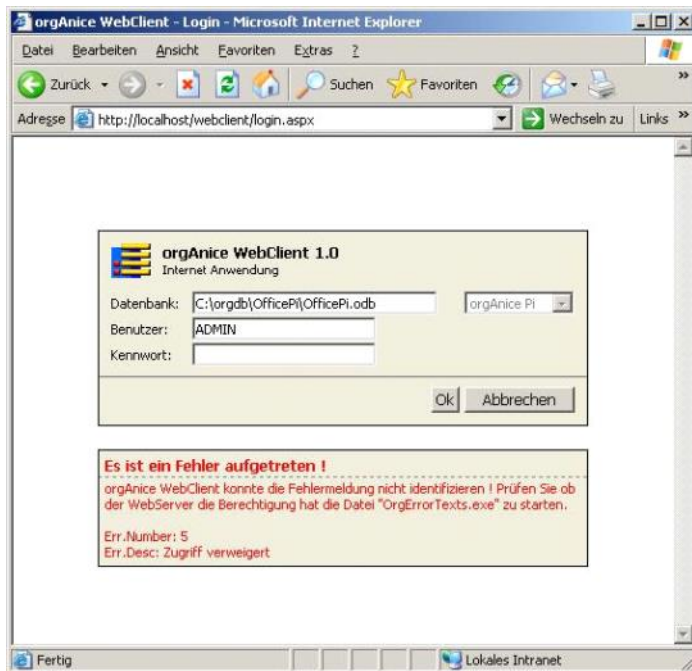 orgAnice WebClient - Login - Microsoft Internet Explorer
Datei Bearbeiten Ansicht Favoriten Extras ?
Zurück Suchen Favoriten »
Adresse http://localhost/webclient/login.aspx Wechseln zu Links »
orgAnice WebClient 1.0
Internet Anwendung
Datenbank: C:\orgdb\OfficePi\OfficePi.odb orgAnice Pi
Benutzer: ADMIN
Kennwort:
Ok Abbrechen
Es ist ein Fehler aufgetreten !
orgAnice WebClient konnte die Fehlermeldung nicht identifizieren ! Prüfen Sie ob
der WebServer die Berechtigung hat die Datei "OrgErrorTexts.exe" zu starten.
Err.Number: 5
Err.Desc: Zugriff verweigert
Fertig Lokales Intranet